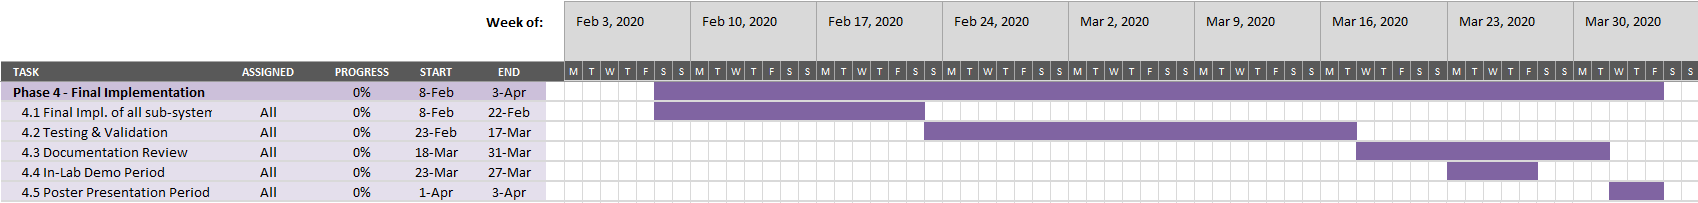 Week of: Feb 3, 2020 Feb 10, 2020 Feb 17, 2020 Feb 24, 2020 Mar 2, 2020 Mar 9, 2020 Mar 16, 2020 Mar 23, 2020 Mar 30, 2020
TASK ASSIGNED PROGRESS START END M T W T F S S M T W T F S S M T W T F S S M T W T F S S M T W T F S S M T W T F S S M T W T F S S M T W T F S S M T W T F S S
Phase 4 - Final Implementation 0% 8-Feb 3-Apr
4.1 Final Impl. of all sub-system All 0% 8-Feb 22-Feb
4.2 Testing & Validation All 0% 23-Feb 17-Mar
4.3 Documentation Review All 0% 18-Mar 31-Mar
4.4 In-Lab Demo Period All 0% 23-Mar 27-Mar
4.5 Poster Presentation Period All 0% 1-Apr 3-Apr